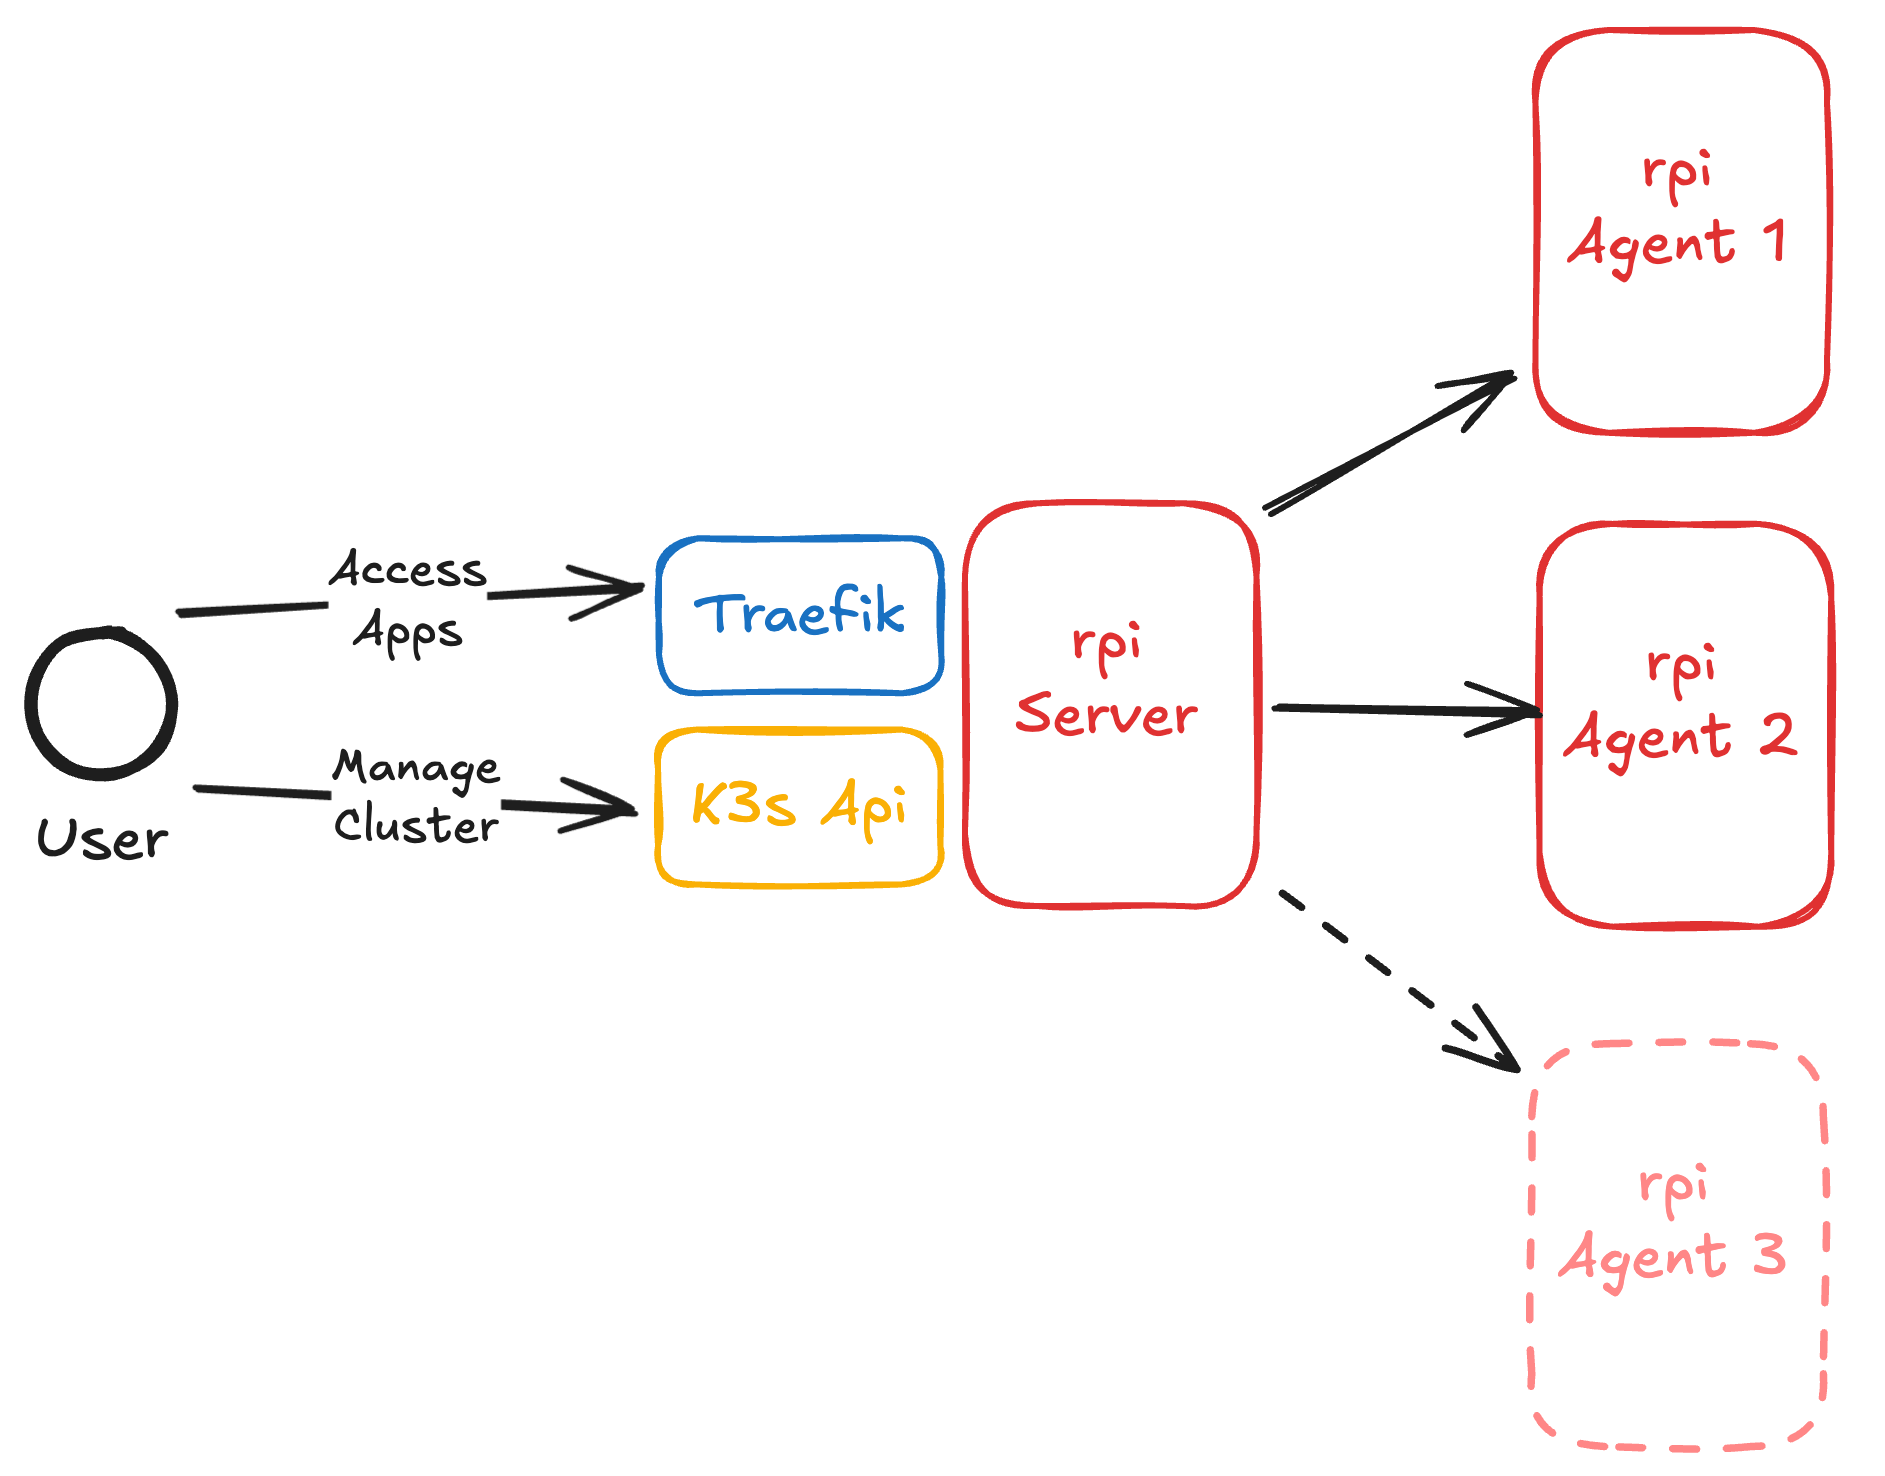 rpi
Agent 1
Access
Apps
Traefik
rpi
Server
rpi
Agent 2
User
Manage
Cluster
K3s Api
rpi
Agent 3